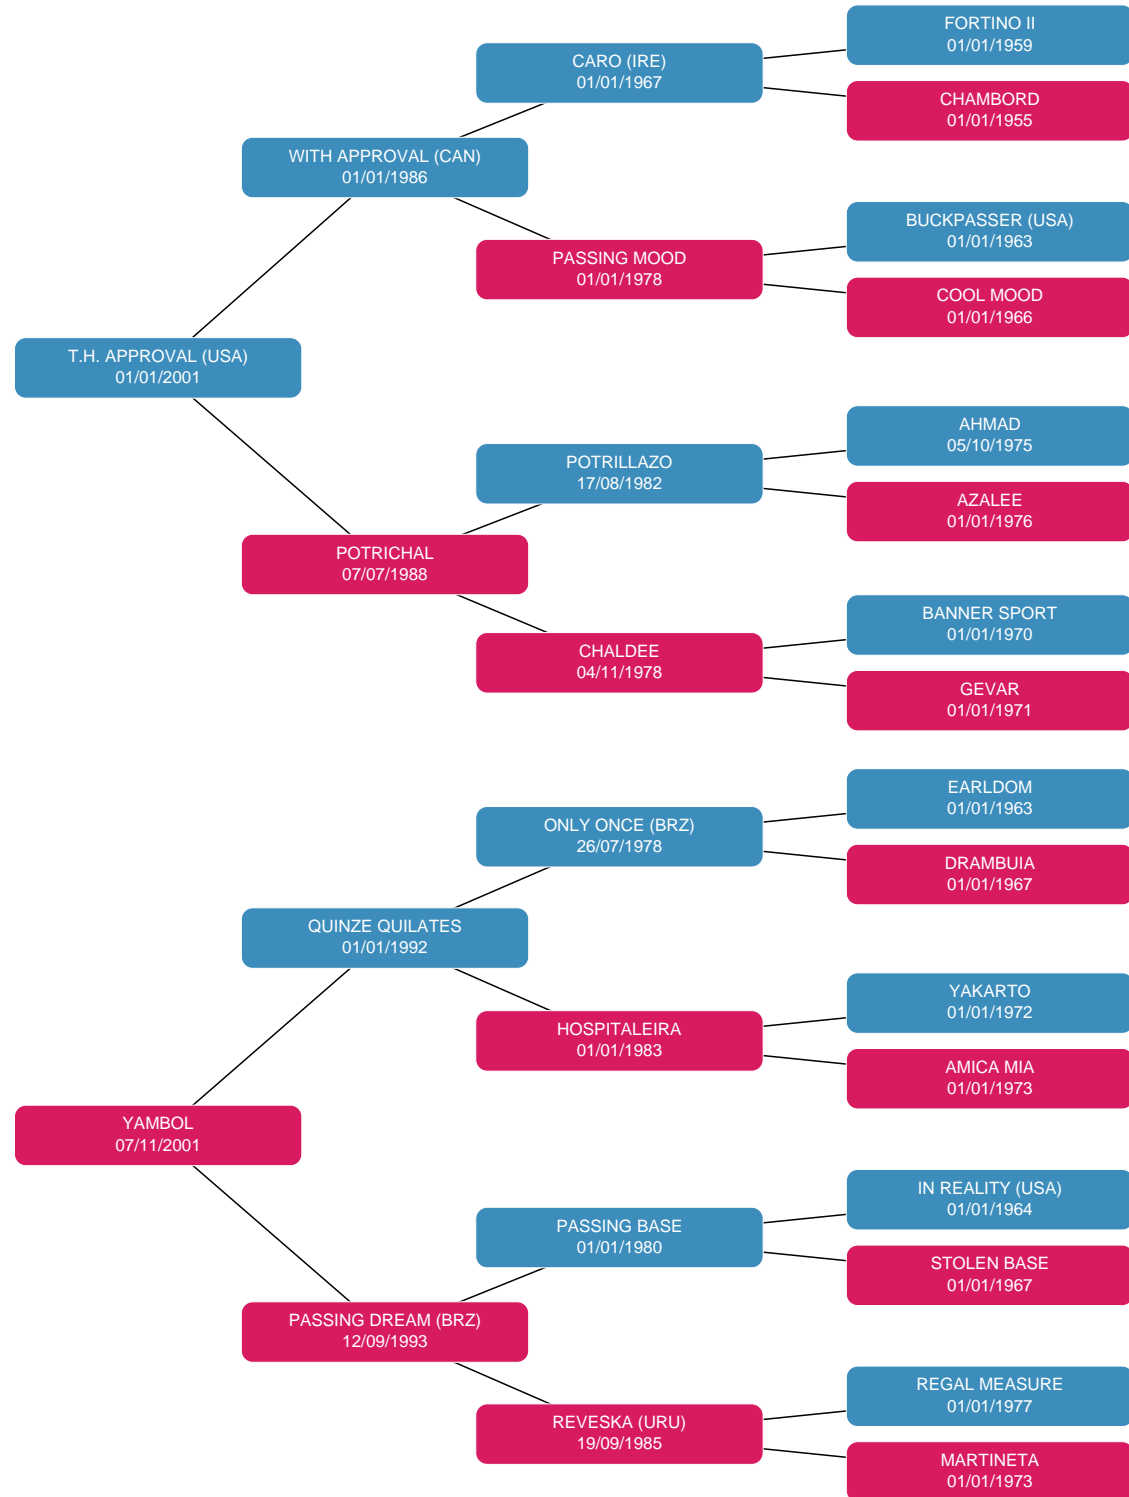 FORTINO II
01/01/1959
CARO (IRE)
01/01/1967
CHAMBORD
01/01/1955
WITH APPROVAL (CAN)
01/01/1986
BUCKPASSER (USA)
01/01/1963
PASSING MOOD
01/01/1978
COOL MOOD
01/01/1966
T.H. APPROVAL (USA)
01/01/2001
AHMAD
05/10/1975
POTRILLAZO
17/08/1982
AZALEE
01/01/1976
POTRICHAL
07/07/1988
BANNER SPORT
01/01/1970
CHALDEE
04/11/1978
GEVAR
01/01/1971
EARLDOM
01/01/1963
ONLY ONCE (BRZ)
26/07/1978
DRAMBUIA
01/01/1967
QUINZE QUILATES
01/01/1992
YAKARTO
01/01/1972
HOSPITALEIRA
01/01/1983
AMICA MIA
01/01/1973
YAMBOL
07/11/2001
IN REALITY (USA)
01/01/1964
PASSING BASE
01/01/1980
STOLEN BASE
01/01/1967
PASSING DREAM (BRZ)
12/09/1993
REGAL MEASURE
01/01/1977
REVESKA (URU)
19/09/1985
MARTINETA
01/01/1973